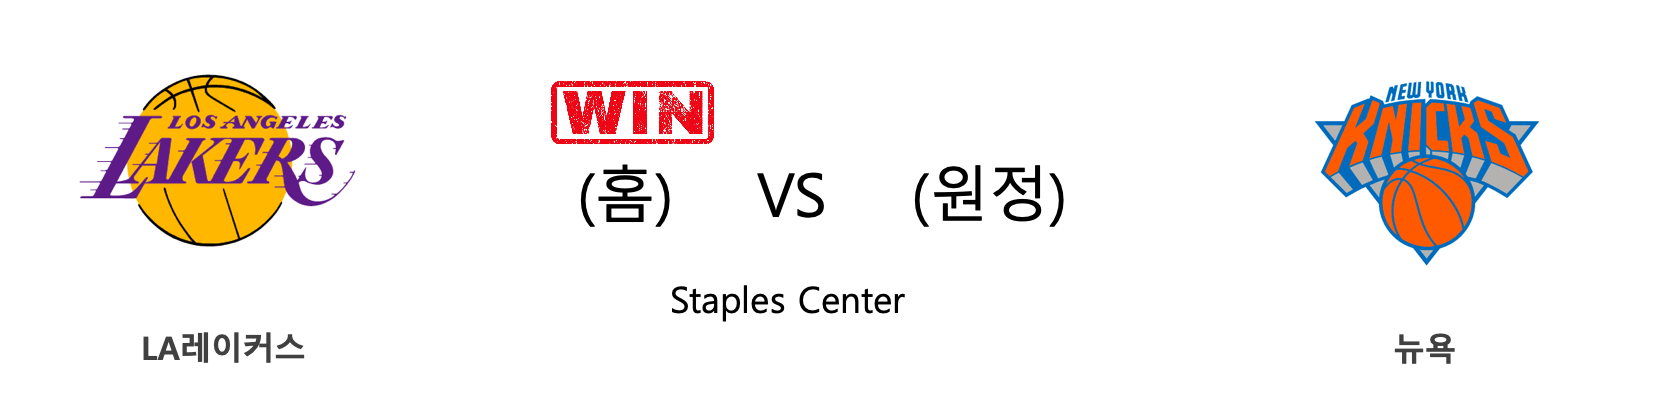 LOS ANGELES
LAKERS
WIN
(홈) VS (원정)
Staples Center
LA레이커스
NEW YORK
KNICKS
뉴욕